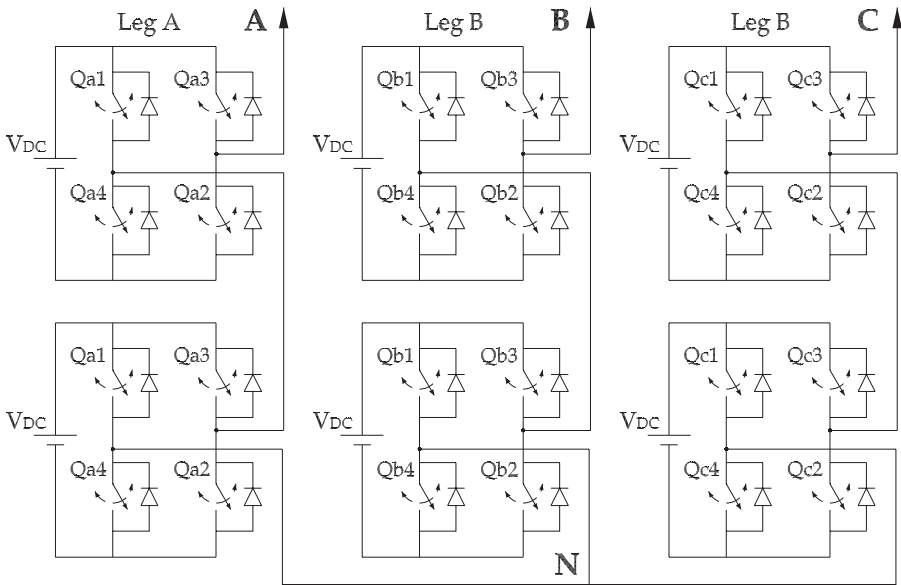 Leg A A Leg B B Leg B C
Qa1 Qa3 Qb1 Qb3 Qc1 Qc3
VDC VDC VDC
Qa4 Qa2 Qb4 Qb2 Qc4 Qc2
Qa1 Qa3 Qb1 Qb3 Qc1 Qc3
VDC VDC VDC
Qa4 Qa2 Qb4 Qb2 Qc4 Qc2
N